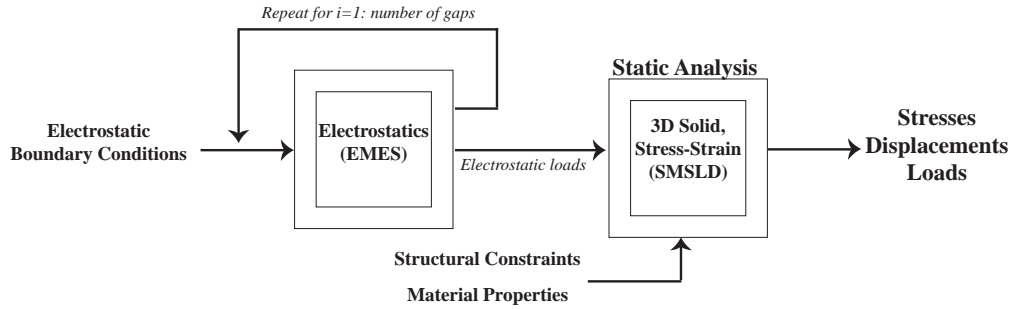 Repeat for i=1: number of gaps
Electrostatic
Boundary Conditions
Electrostatics
(EMES)
Electrostatic loads
Static Analysis
3D Solid,
Stress-Strain
(SMSLD)
Stresses
Displacements
Loads
Structural Constraints
Material Properties